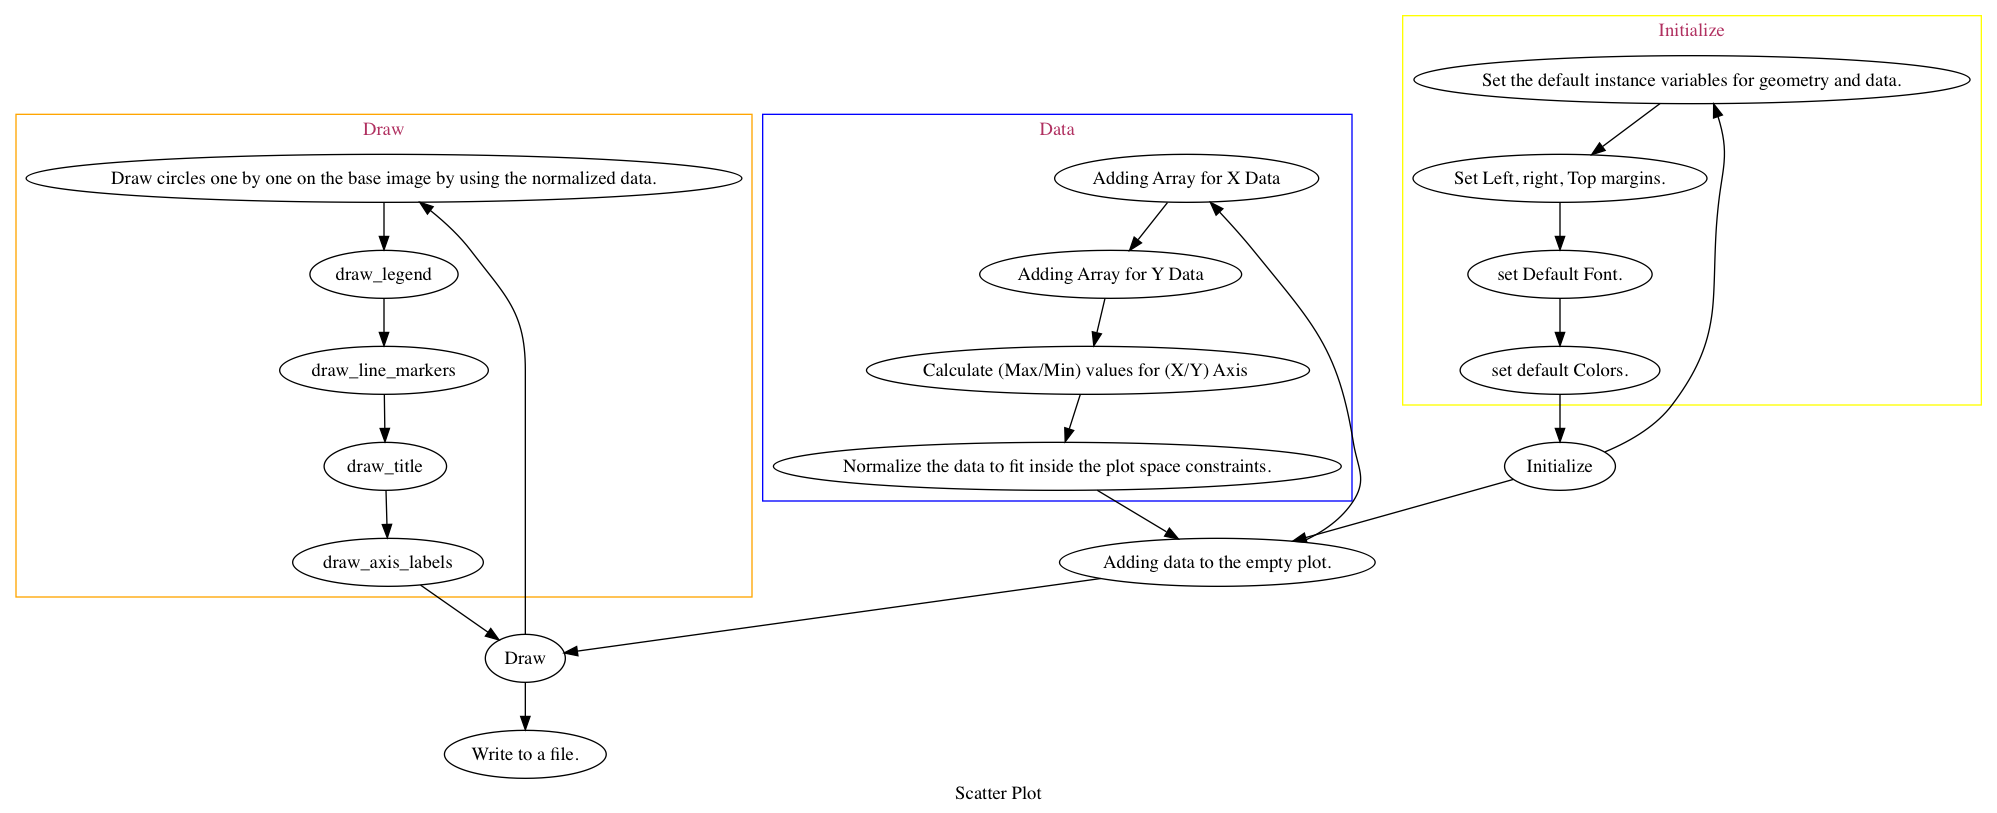 Initialize
Set the default instance variables for geometry and data.
Set Left, right, Top margins.
set Default Font.
set default Colors.
Initialize
Data
Adding Array for X Data
Adding Array for Y Data
Calculate (Max/Min) values for (X/Y) Axis
Normalize the data to fit inside the plot space constraints.
Adding data to the empty plot.
Draw
Draw circles one by one on the base image by using the normalized data.
draw_legend
draw_line_markers
draw_title
draw_axis_labels
Draw
Write to a file.
Scatter Plot